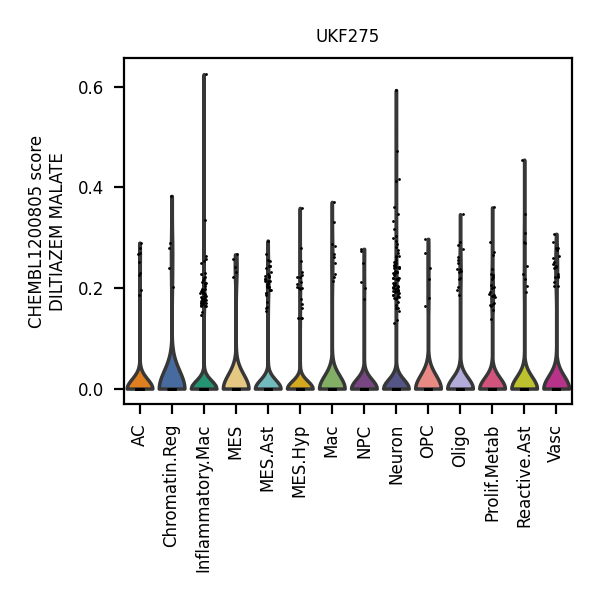 UKF275
CHEMBL1200805 score
DILTIAZEM MALATE
0.6
0.4
0.2
0.0
AC
Chromatin.Reg
Inflammatory.Mac
MES
MES.Ast
MES.Hyp
Mac
NPC
Neuron
OPC
Oligo
Prolif.Metab
Reactive.Ast
Vasc